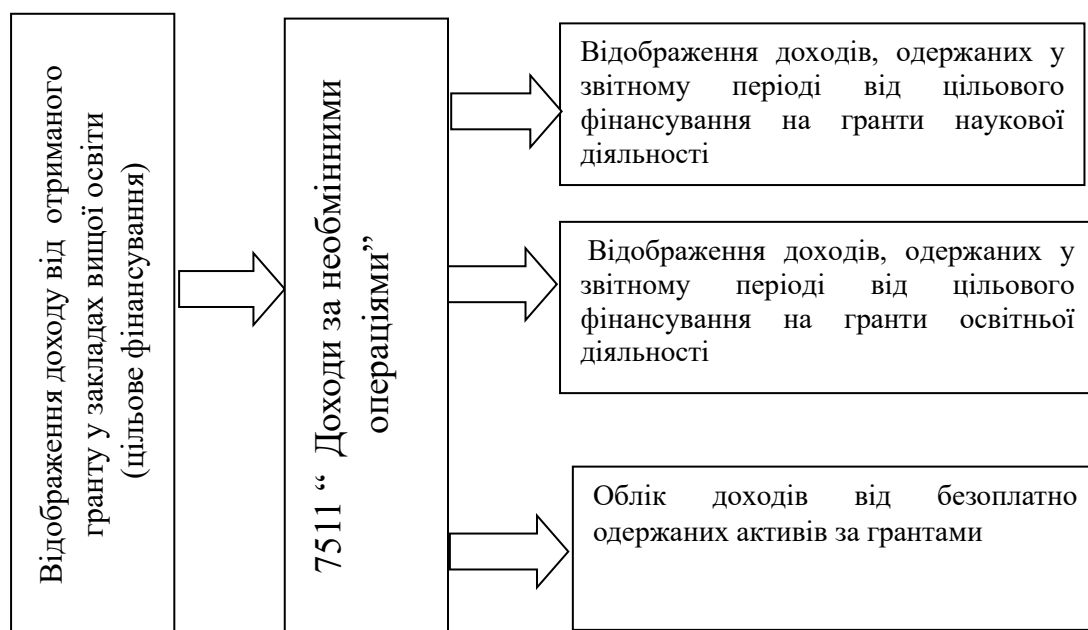 Відображення доходу від отриманого
гранту у закладах вищої освіти
(цільове фінансування)
7511 “ Доходи за необмінними
операціями”
Відображення доходів, одержаних у
звітному періоді від цільового
фінансування на гранти наукової
діяльності
Відображення доходів, одержаних у
звітному періоді від цільового
фінансування на гранти освітньої
діяльності
Облік доходів від безоплатно
одержаних активів за грантами